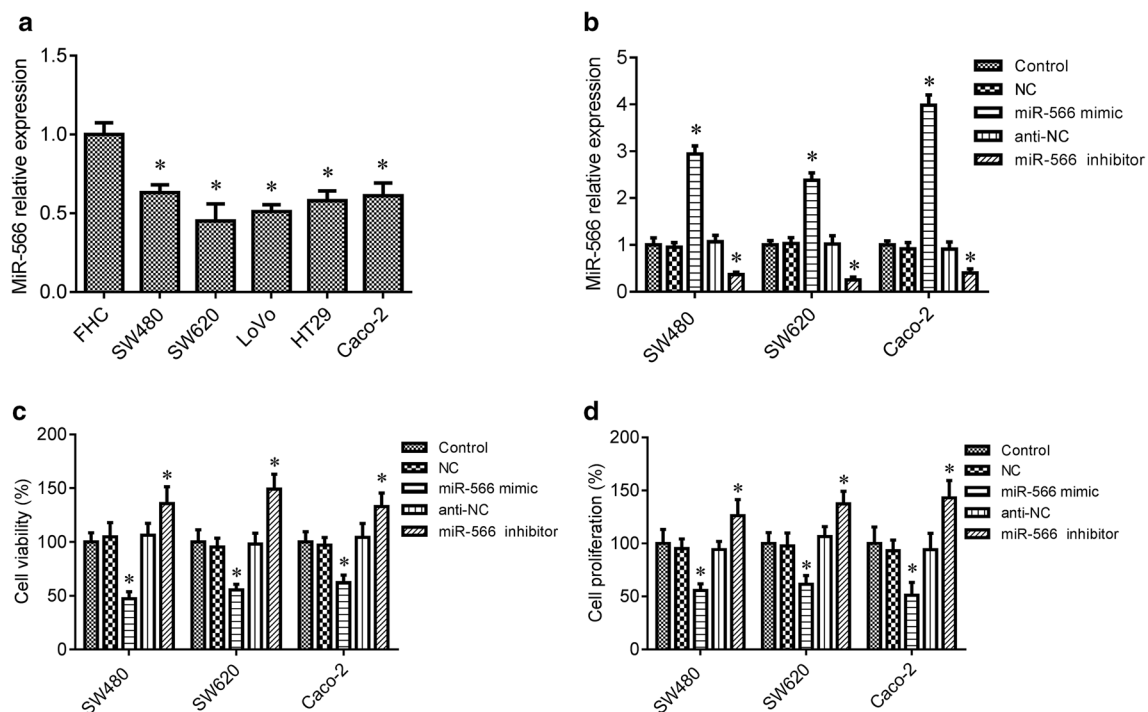 a
MiR-566 relative expression
1.5
1.0
0.5
0.0
* * * * *
FHC
SW480
SW620
LoVo
HT29
Caco-2
b
MiR-566 relative expression
5
4
3
2
1
0
* * * * * *
SW480
SW620
Caco-2
Control
NC
miR-566 mimic
anti-NC
miR-566 inhibitor
c
Cell viability (%)
200
150
100
50
0
* * * * * *
SW480
SW620
Caco-2
Control
NC
miR-566 mimic
anti-NC
miR-566 inhibitor
d
Cell proliferation (%)
200
150
100
50
0
* * * * * *
SW480
SW620
Caco-2
Control
NC
miR-566 mimic
anti-NC
miR-566 inhibitor